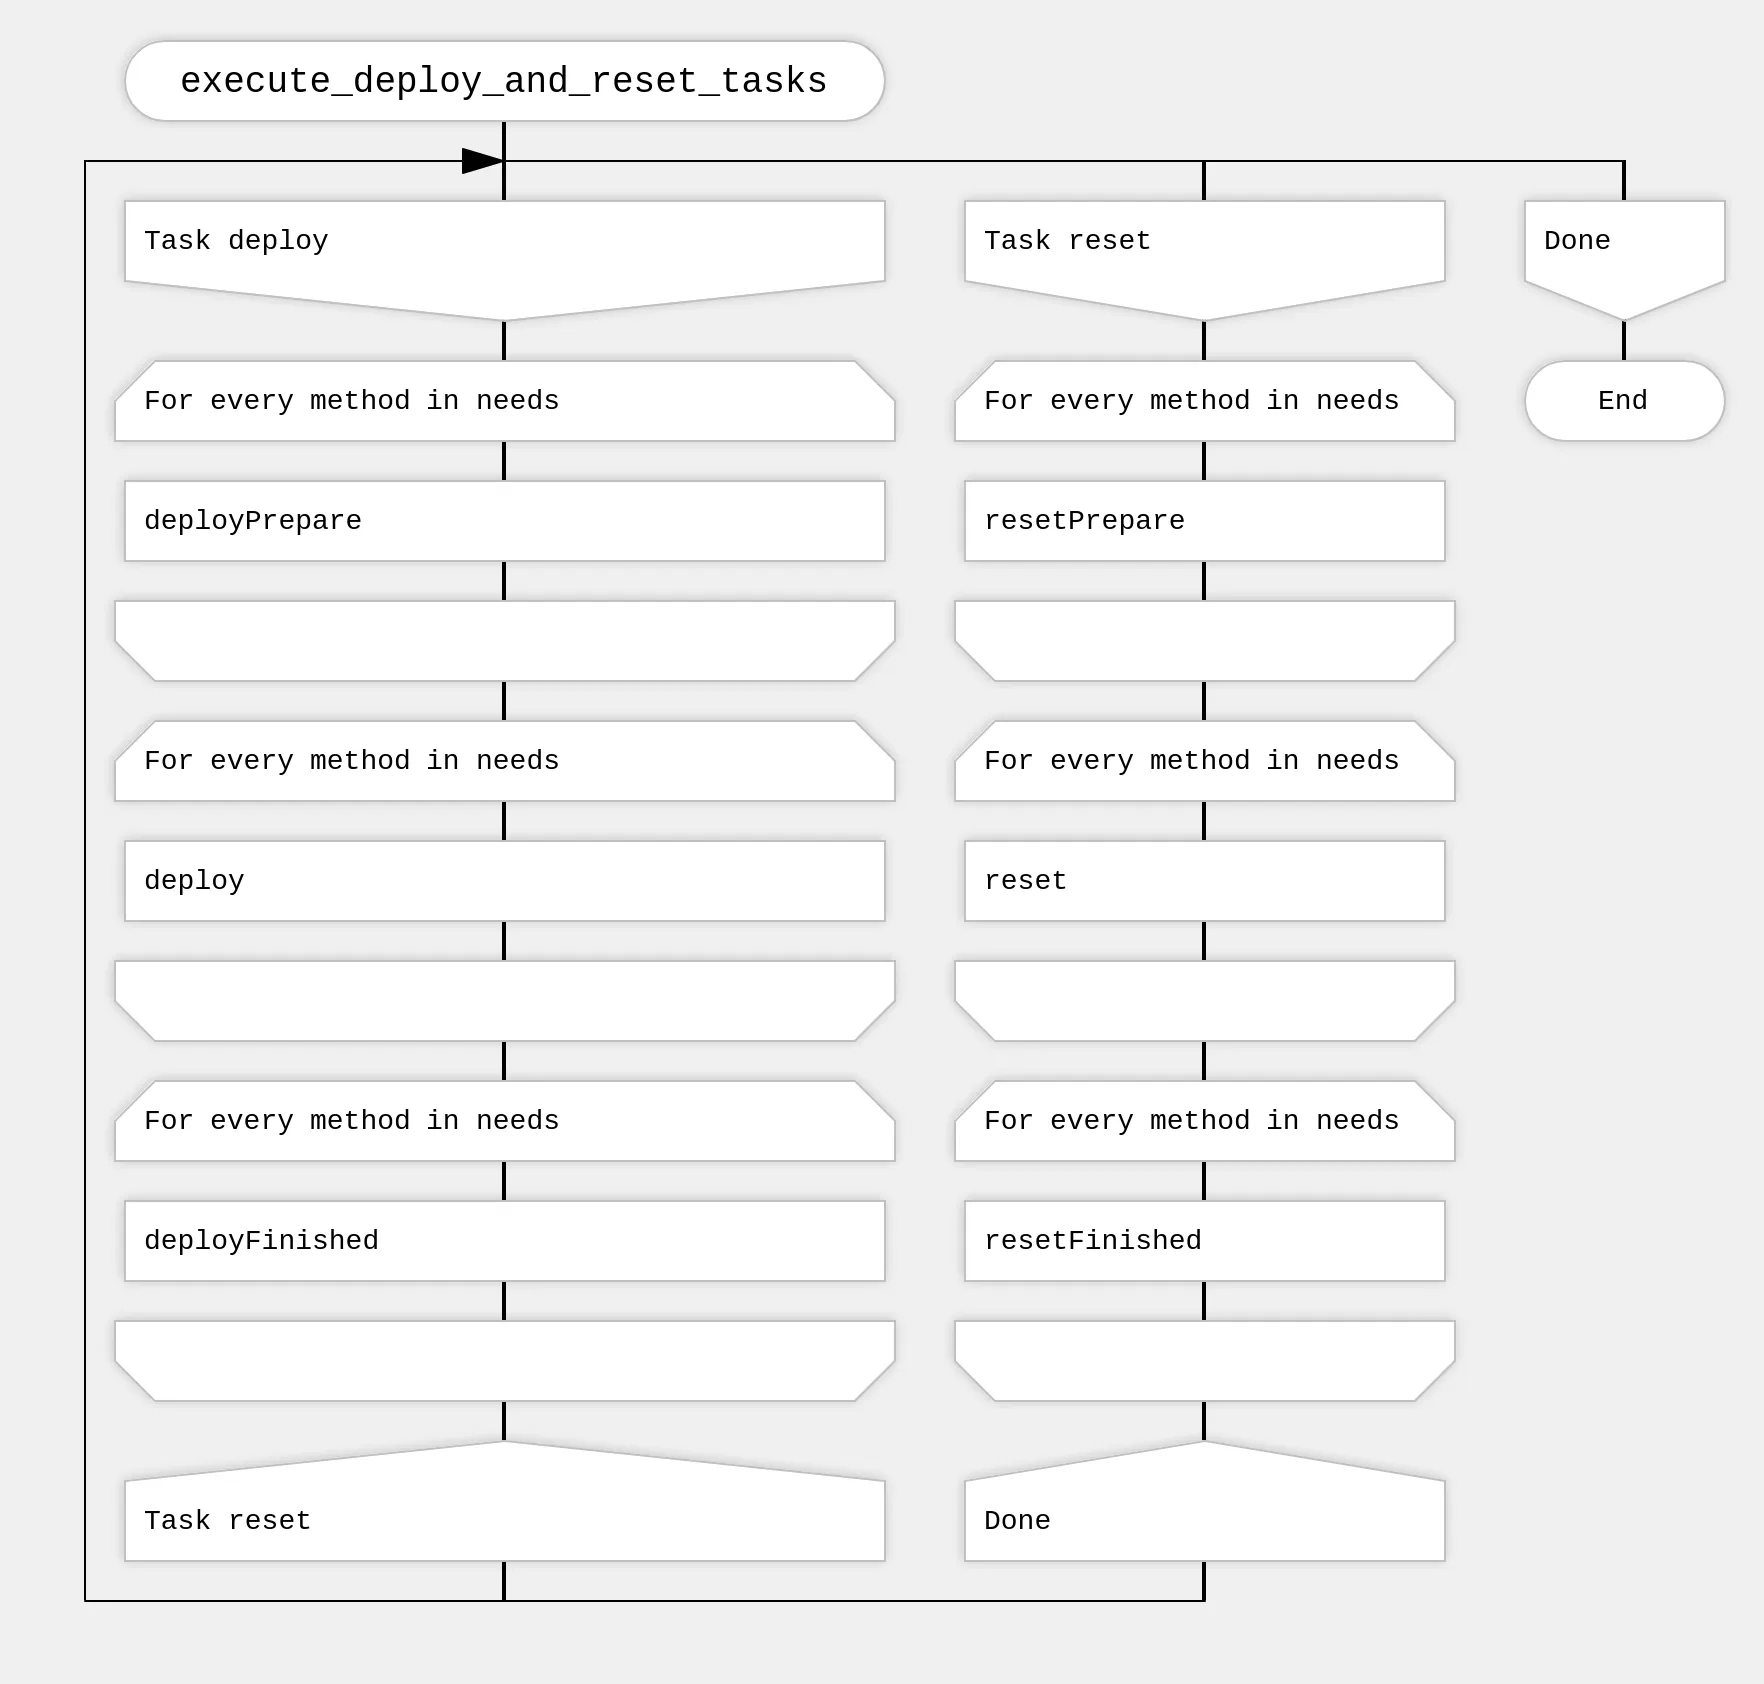 execute_deploy_and_reset_tasks
Task deploy
For every method in needs
deployPrepare
For every method in needs
deploy
For every method in needs
deployFinished
Task reset
Task reset
For every method in needs
resetPrepare
For every method in needs
reset
For every method in needs
resetFinished
Done
Done
End